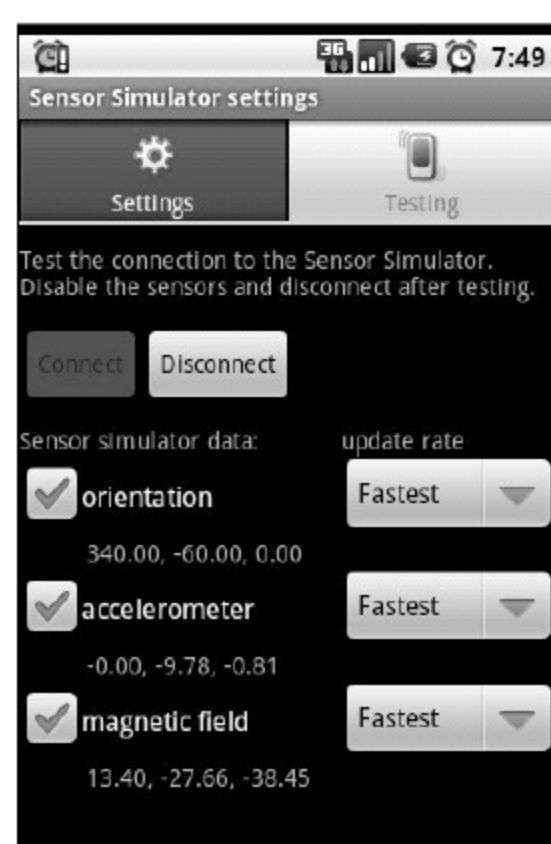 3G 7:49
Sensor Simulator settings
Settings Testing
Test the connection to the Sensor Simulator.
Disable the sensors and disconnect after testing.
Connect Disconnect
Sensor simulator data: update rate
orientation Fastest
340.00, -60.00, 0.00
accelerometer Fastest
-0.00, -9.78, -0.81
magnetic field Fastest
13.40, -27.66, -38.45